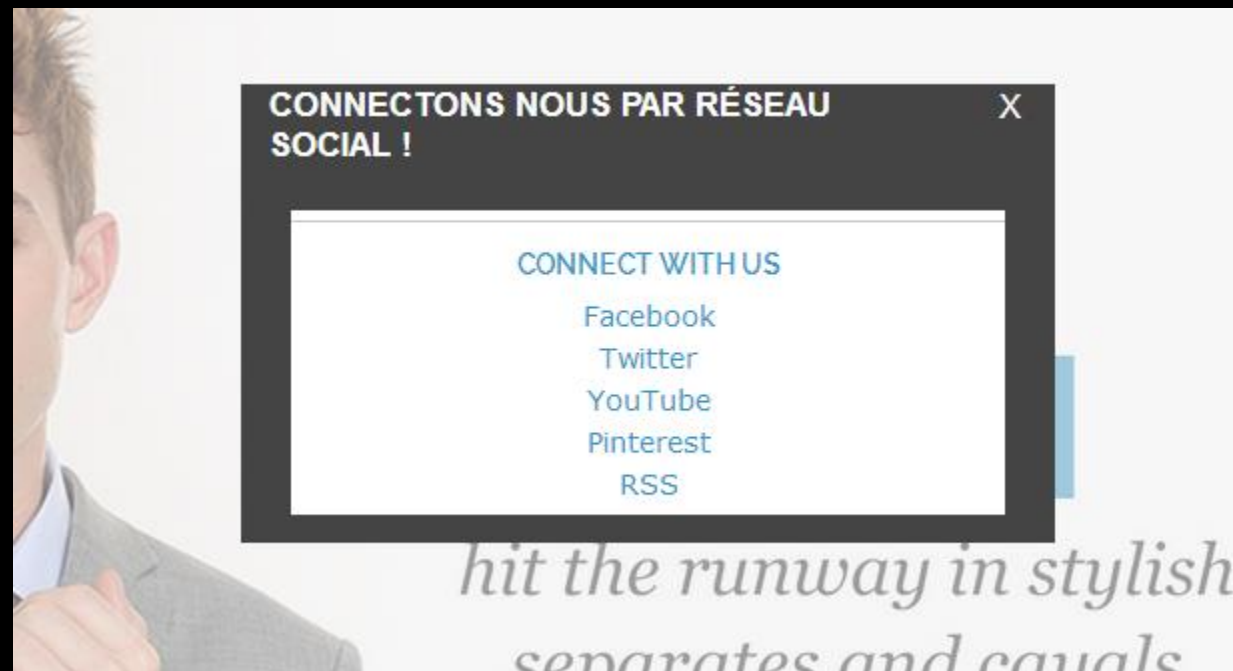 CONNECTONS NOUS PAR RÉSEAU
SOCIAL !
X
CONNECT WITH US
Facebook
Twitter
YouTube
Pinterest
RSS
hit the runway in stylish
separates and cauals